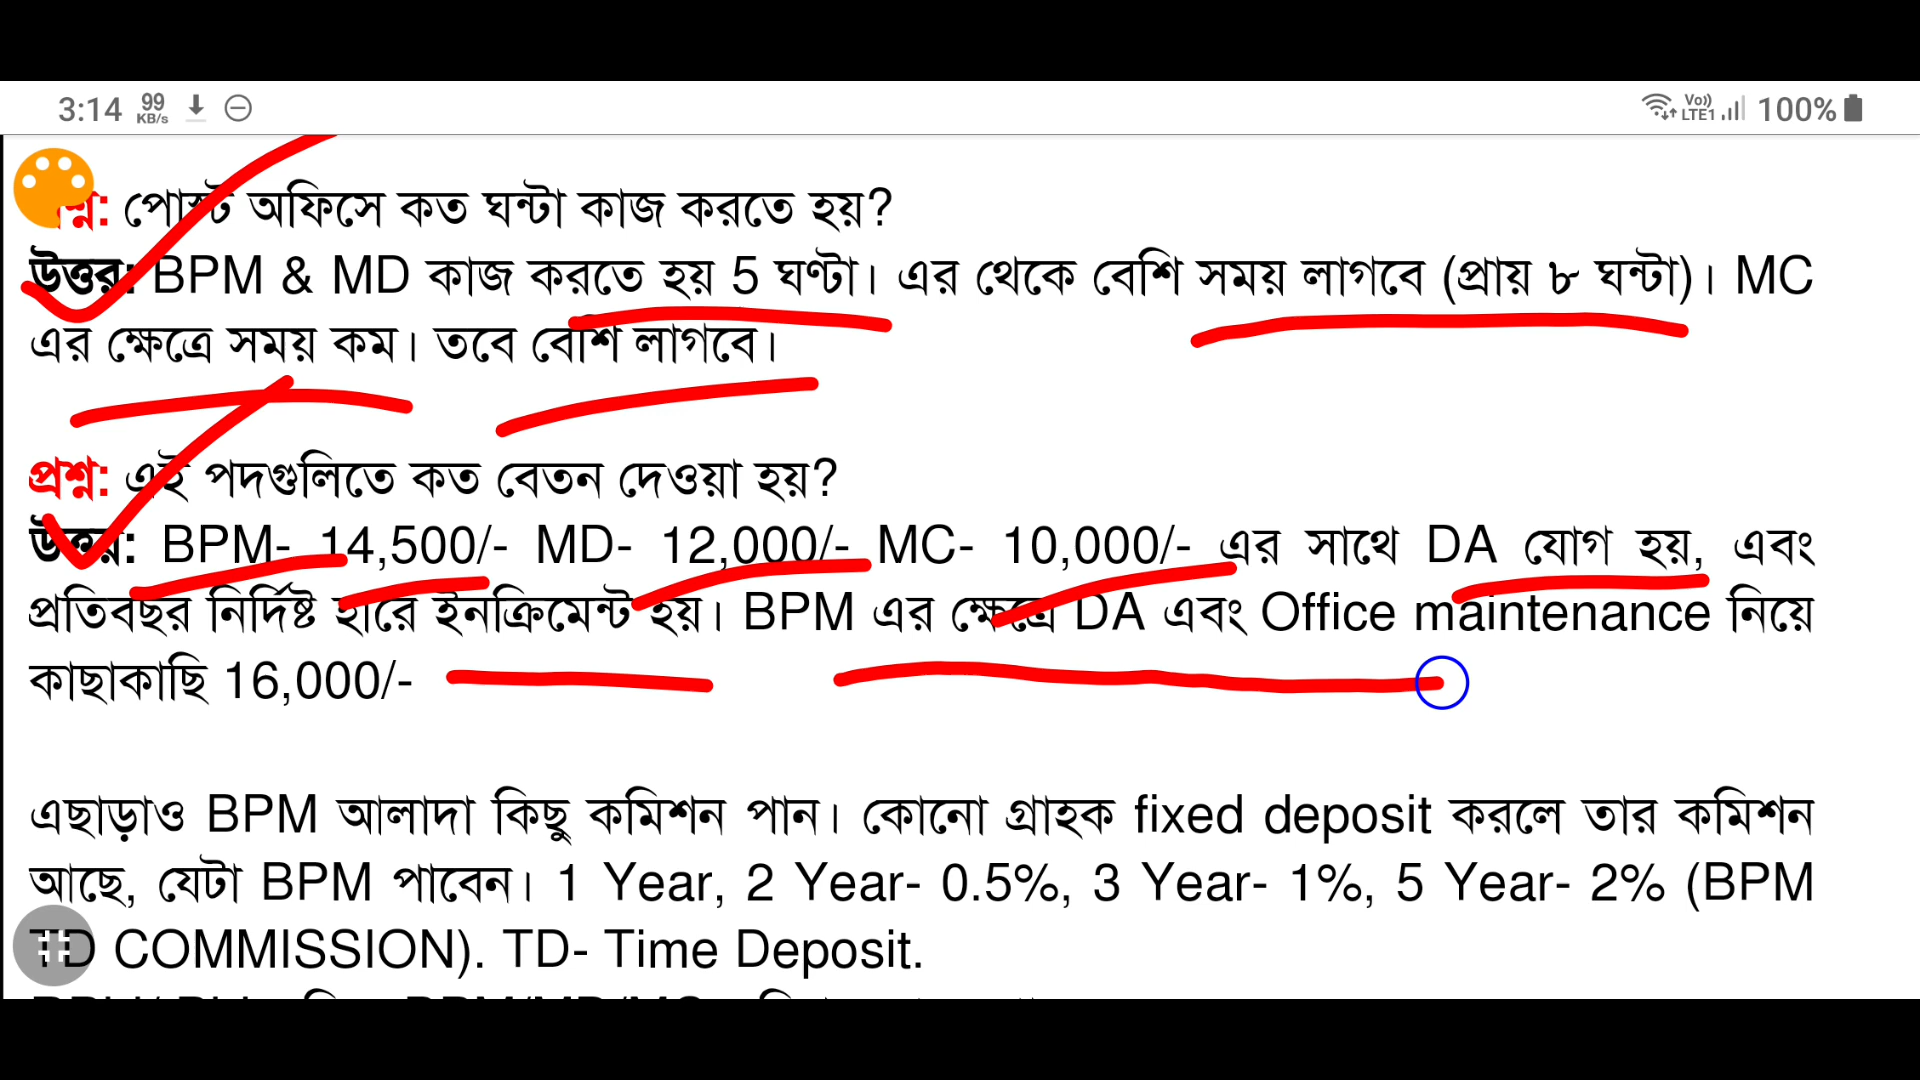 3:14 99 KB/s Vo)) LTE1 100%
প্রশ্ন: পোস্ট অফিসে কত ঘন্টা কাজ করতে হয়?
উত্তর: BPM & MD কাজ করতে হয় 5 ঘণ্টা। এর থেকে বেশি সময় লাগবে (প্রায় ৮ ঘন্টা)। MC
এর ক্ষেত্রে সময় কম। তবে বেশি লাগবে।
প্রশ্ন: এই পদগুলিতে কত বেতন দেওয়া হয়?
উত্তর: BPM- 14,500/- MD- 12,000/- MC- 10,000/- এর সাথে DA যোগ হয়, এবং
প্রতিবছর নির্দিষ্ট হারে ইনক্রিমেন্ট হয়। BPM এর ক্ষেত্রে DA এবং Office maintenance নিয়ে
কাছাকাছি 16,000/-
এছাড়াও BPM আলাদা কিছু কমিশন পান। কোনো গ্রাহক fixed deposit করলে তার কমিশন
আছে, যেটা BPM পাবেন। 1 Year, 2 Year- 0.5%, 3 Year- 1%, 5 Year- 2% (BPM
TD COMMISSION). TD- Time Deposit.